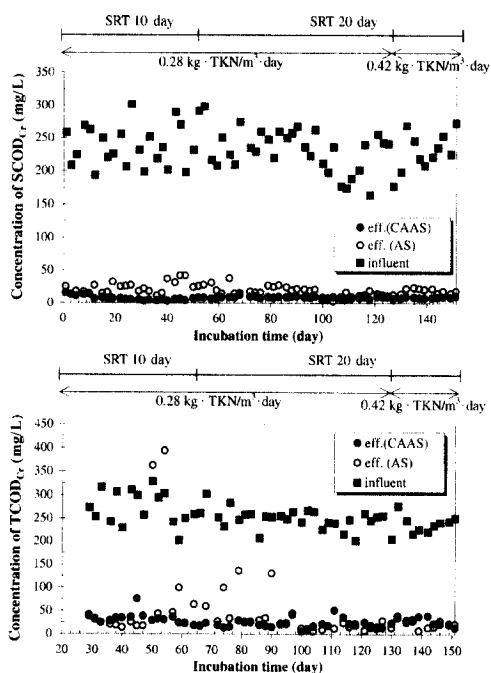 SRT 10 day SRT 20 day
0.28 kg · TKN/m³· day 0.42 kg · TKN/m³·day
Concentration of SCODCr (mg/L)
350
300
250
200
150
100
50
0
eff.(CAAS)
eff. (AS)
influent
0 20 40 60 80 100 120 140
Incubation time (day)
SRT 10 day SRT 20 day
0.28 kg · TKN/m³· day 0.42 kg · TKN/m³·day
Concentration of TCODCr (mg/L)
450
400
350
300
250
200
150
100
50
0
eff.(CAAS)
eff. (AS)
influent
20 30 40 50 60 70 80 90 100 110 120 130 140 150
Incubation time (day)